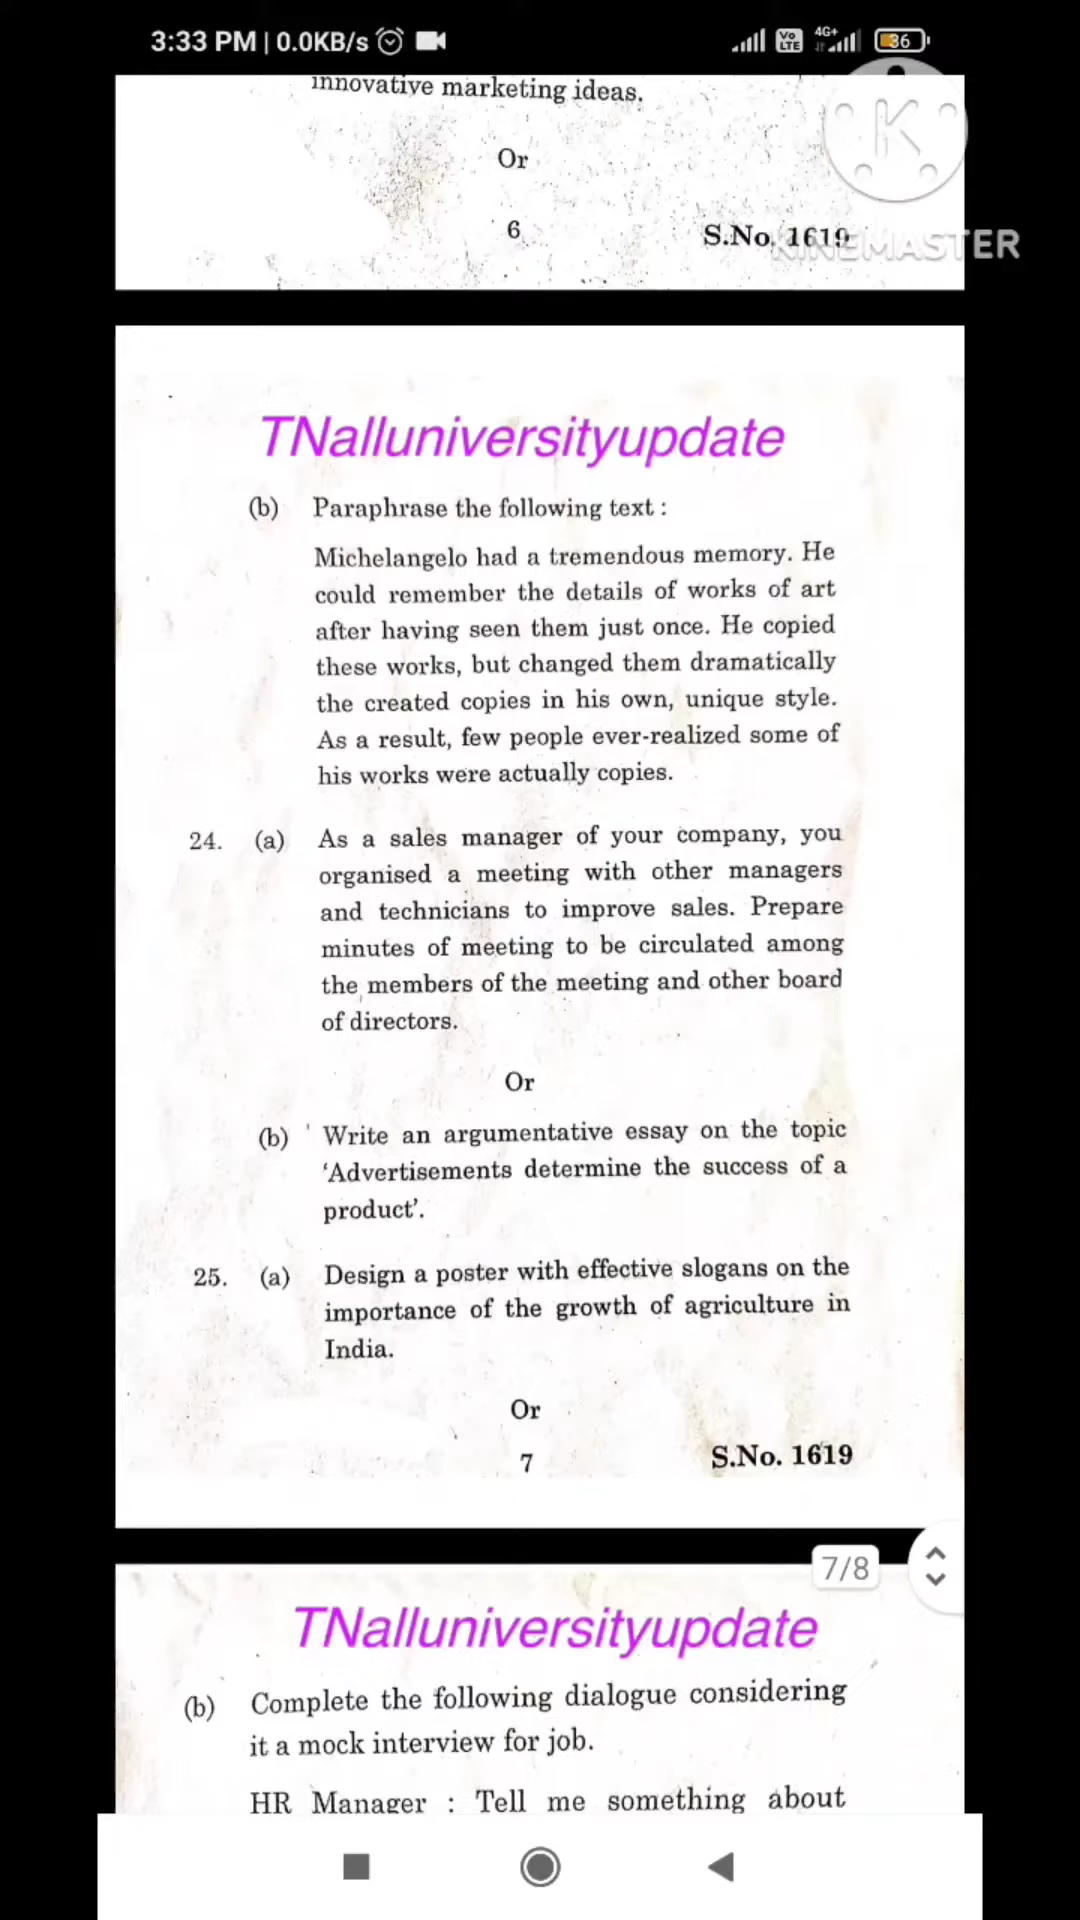 3:33 PM | 0.0KB/s
Vo LTE 4G+ 36
innovative marketing ideas.
Or
K
6
S.No. 1619
KINEMASTER
TNalluniversityupdate
(b) Paraphrase the following text :
Michelangelo had a tremendous memory. He
could remember the details of works of art
after having seen them just once. He copied
these works, but changed them dramatically
the created copies in his own, unique style.
As a result, few people ever-realized some of
his works were actually copies.
24. (a) As a sales manager of your company, you
organised a meeting with other managers
and technicians to improve sales. Prepare
minutes of meeting to be circulated among
the members of the meeting and other board
of directors.
Or
(b) Write an argumentative essay on the topic
‘Advertisements determine the success of a
product’.
25. (a) Design a poster with effective slogans on the
importance of the growth of agriculture in
India.
Or
7
S.No. 1619
7/8
TNalluniversityupdate
(b) Complete the following dialogue considering
it a mock interview for job.
HR Manager : Tell me something about